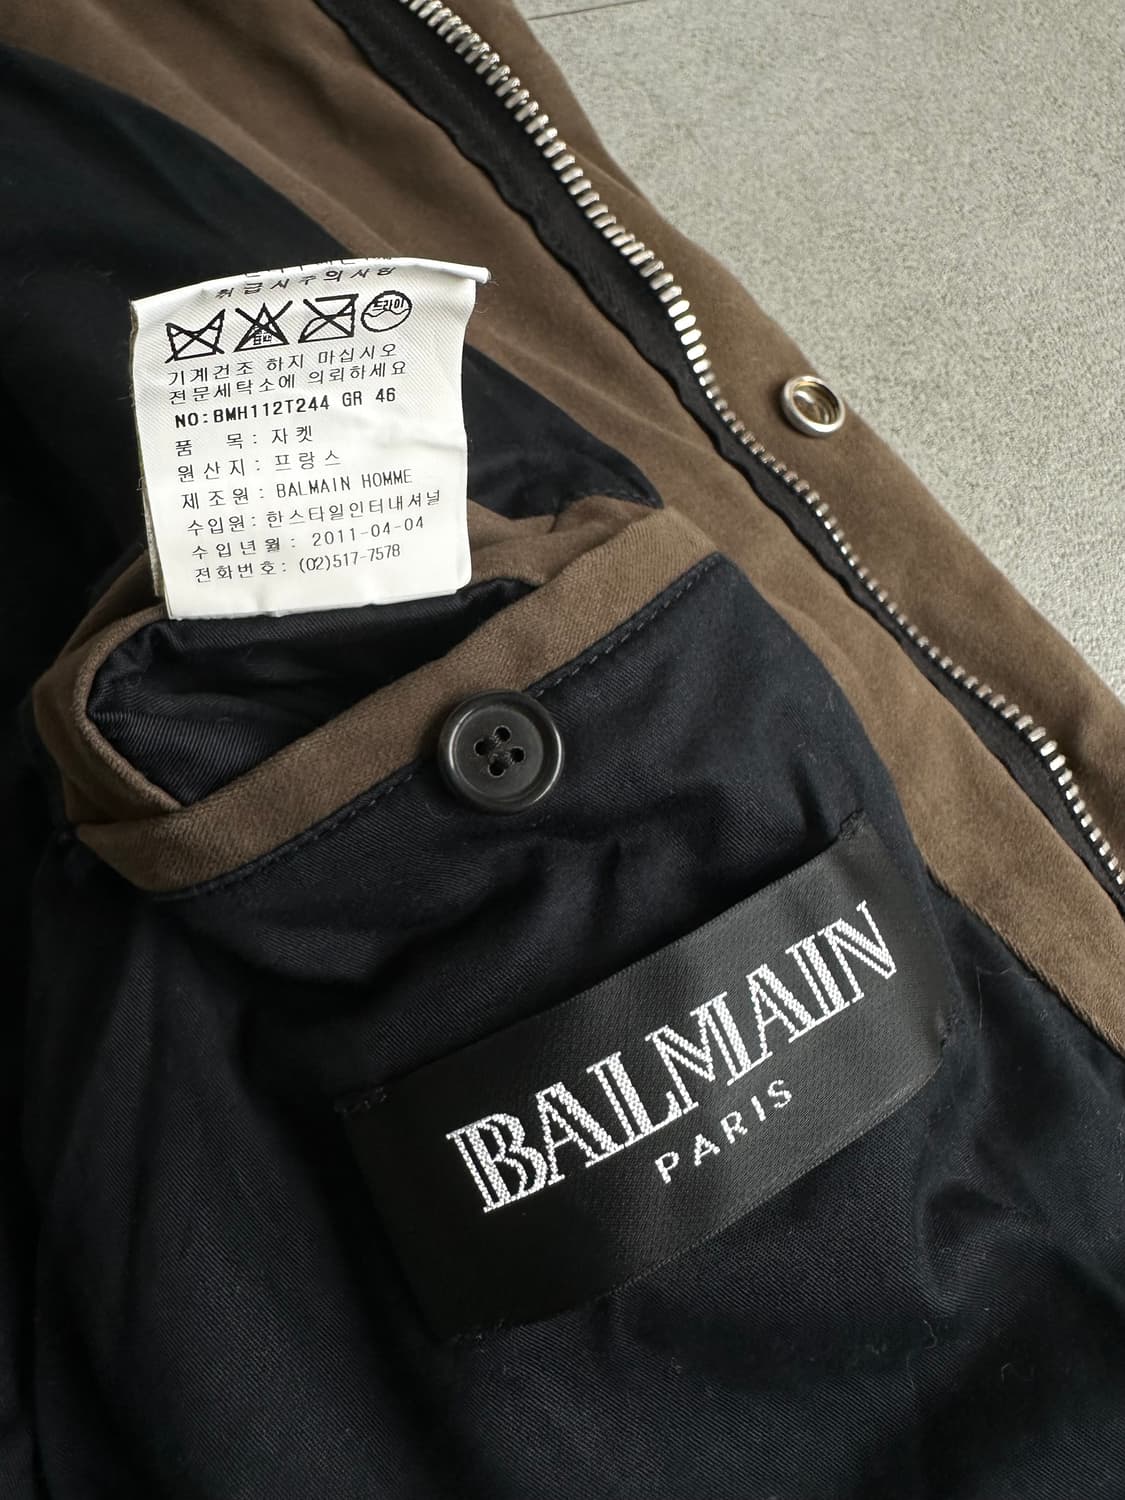 취급시주의사항
드라이
기계건조 하지 마십시오
전문세탁소에 의뢰하세요
NO:BMH112T244 GR 46
품 목: 자켓
원산지: 프랑스
제조원: BALMAIN HOMME
수입원: 한스타일인터내셔널
수입년월: 2011-04-04
전화번호: (02)517-7578
BALMAIN
PARIS